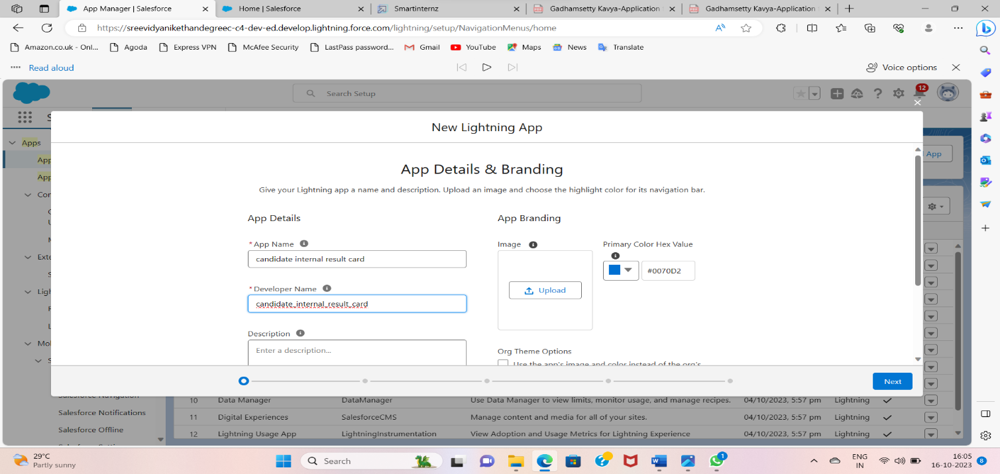 App Manager | Salesforce
Home | Salesforce
Smartinternz
Gadhamsetty Kavya-Application
Gadhamsetty Kavya-Application
https://sreevidyanikethandegreec-c4-dev-ed.develop.lightning.force.com/lightning/setup/NavigationMenus/home
Amazon.co.uk - Onl...
Agoda
Express VPN
McAfee Security
LastPass password...
Gmail
YouTube
Maps
News
Translate
Read aloud
Voice options
Search Setup
12
New Lightning App
Apps
App
App
App
App Details & Branding
Give your Lightning app a name and description. Upload an image and choose the highlight color for its navigation bar.
App Details
App Branding
*App Name
Image
Primary Color Hex Value
candidate internal result card
#0070D2
Upload
*Developer Name
candidate_internal_result_card
Description
Enter a description...
Org Theme Options
Use the app's image and color instead of the org's
Next
10 Data Manager DataManager Use Data Manager to view limits, monitor usage, and manage recipes. 04/10/2023, 5:57 pm Lightning
Salesforce Navigation
Salesforce Notifications
11 Digital Experiences SalesforceCMS Manage content and media for all of your sites. 04/10/2023, 5:57 pm Lightning
Salesforce Offline
12 Lightning Usage App LightningInstrumentation View Adoption and Usage Metrics for Lightning Experience 04/10/2023, 5:57 pm Lightning
29°C
Partly sunny
Search
1
ENG
IN
16:05
16-10-2023
8